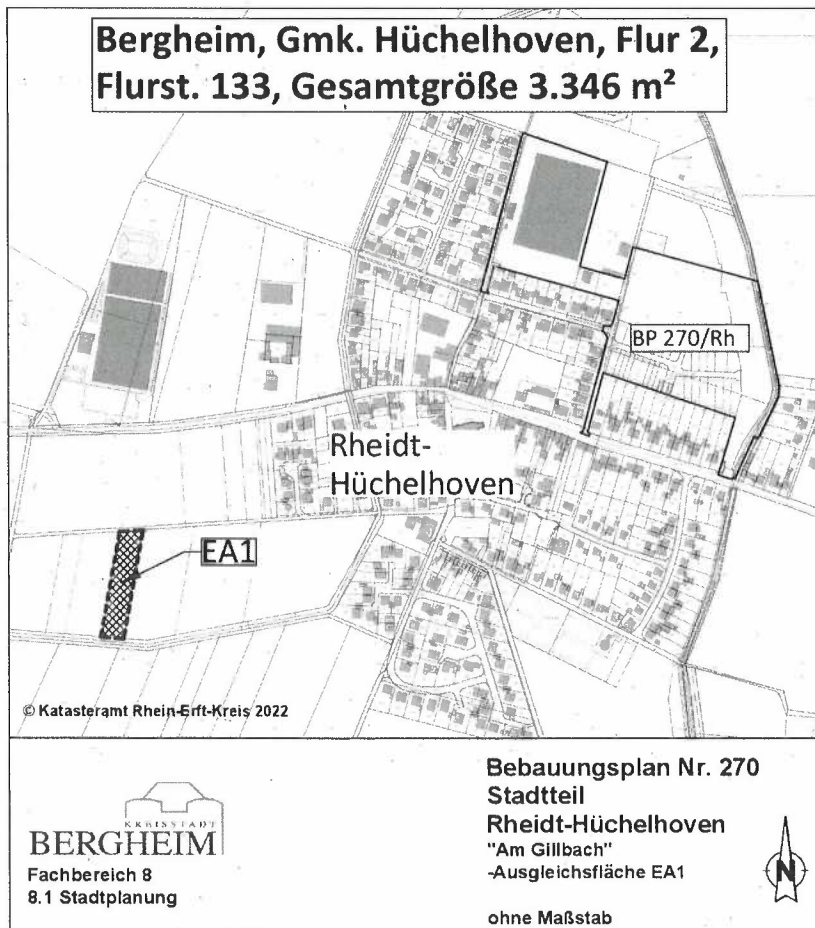 Bergheim, Gmk. Hüchelhoven, Flur 2,
Flurst. 133, Gesamtgröße 3.346 m²
BP 270/Rh
Rheidt-
Hüchelhoven
EA1
© Katasteramt Rhein-Erft-Kreis 2022
KREISSTADT
BERGHEIM
Fachbereich 8
8.1 Stadtplanung
Bebauungsplan Nr. 270
Stadtteil
Rheidt-Hüchelhoven
"Am Gillbach"
-Ausgleichsfläche EA1
ohne Maßstab
N